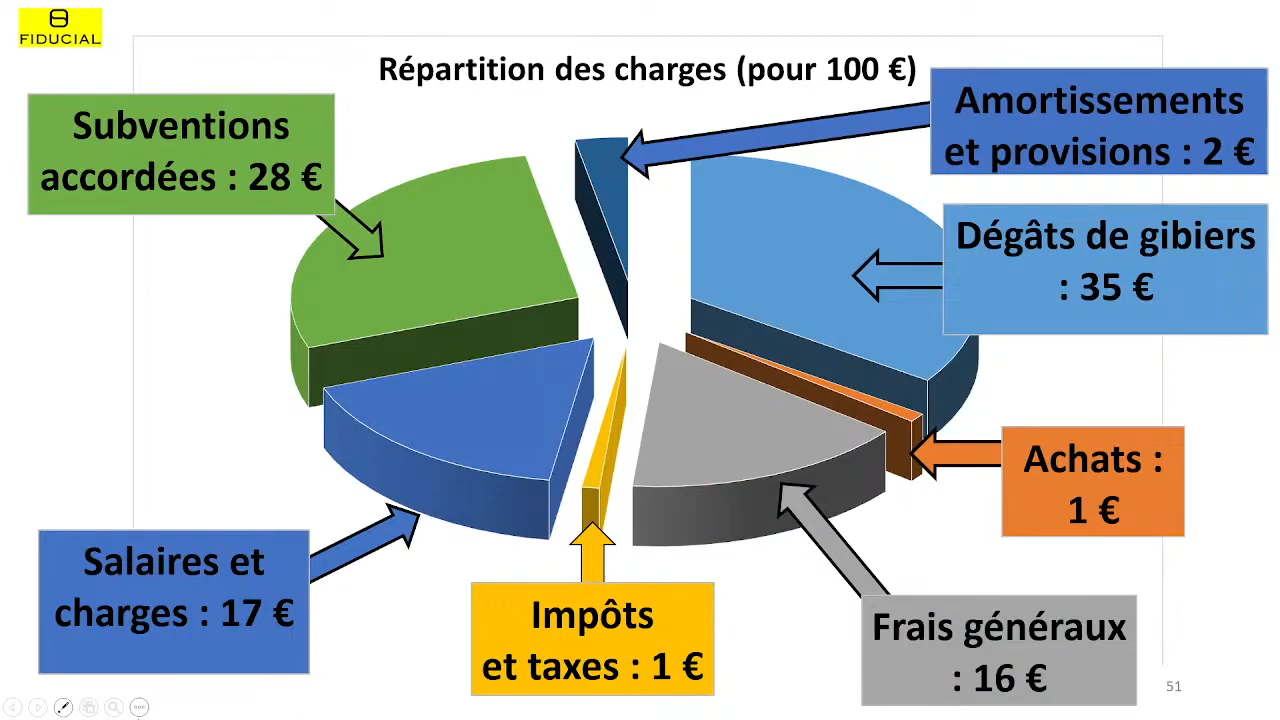 FIDUCIAL
Répartition des charges (pour 100 €)
Subventions
accordées : 28 €
Amortissements
et provisions : 2 €
Dégâts de gibiers
: 35 €
Achats :
1 €
Salaires et
charges : 17 €
Impôts
et taxes : 1 €
Frais généraux
: 16 €
51